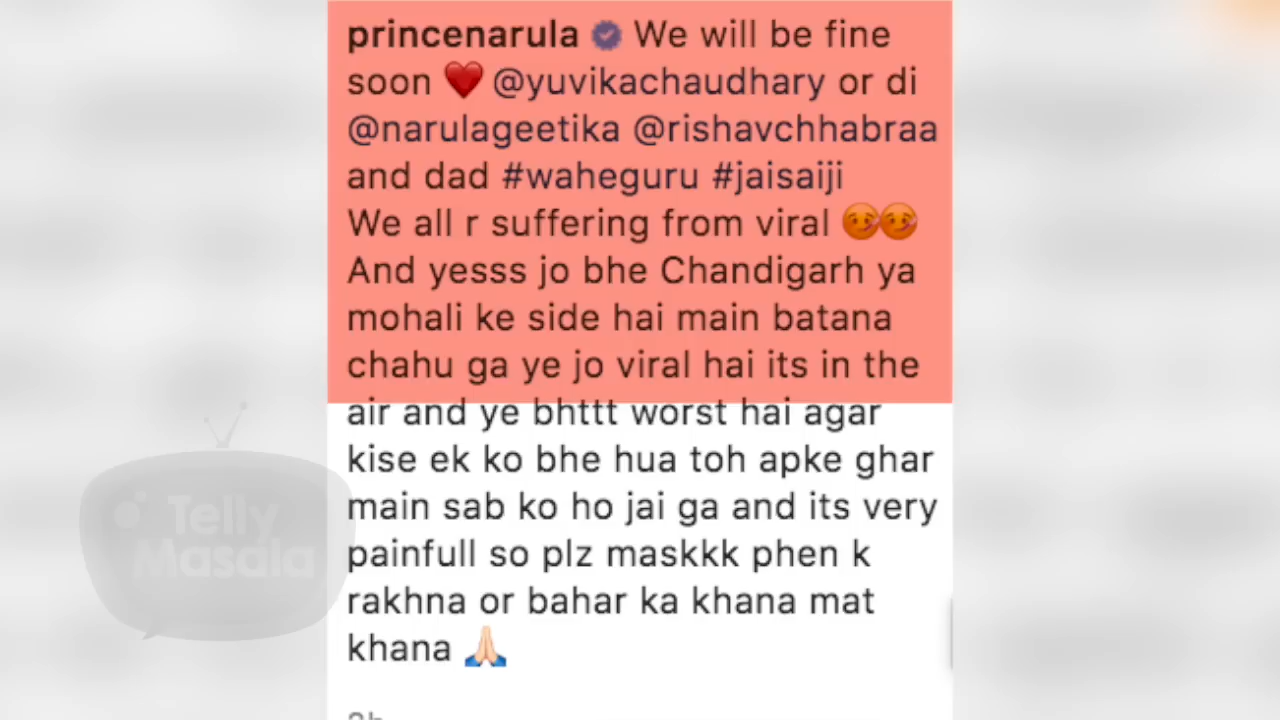 princenarula We will be fine
soon ❤️ @yuvikachaudhary or di
@narulageetika @rishavchhabraa
and dad #waheguru #jaisaiji
We all r suffering from viral 🤒🤒
And yesss jo bhe Chandigarh ya
mohali ke side hai main batana
chahu ga ye jo viral hai its in the
air and ye bhttt worst hai agar
kise ek ko bhe hua toh apke ghar
main sab ko ho jai ga and its very
painfull so plz maskkk phen k
rakhna or bahar ka khana mat
khana 🙏🏻
Telly
Masala